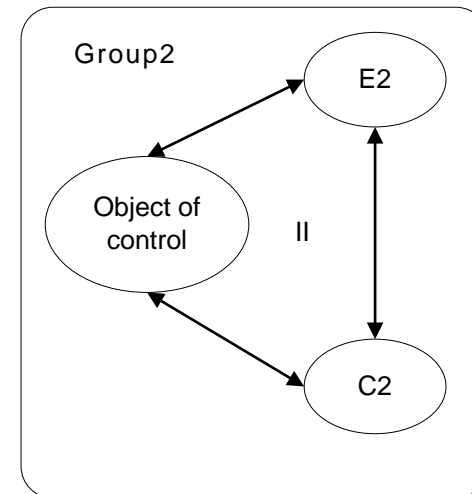 Group2
E2
Object of
control
II
C2